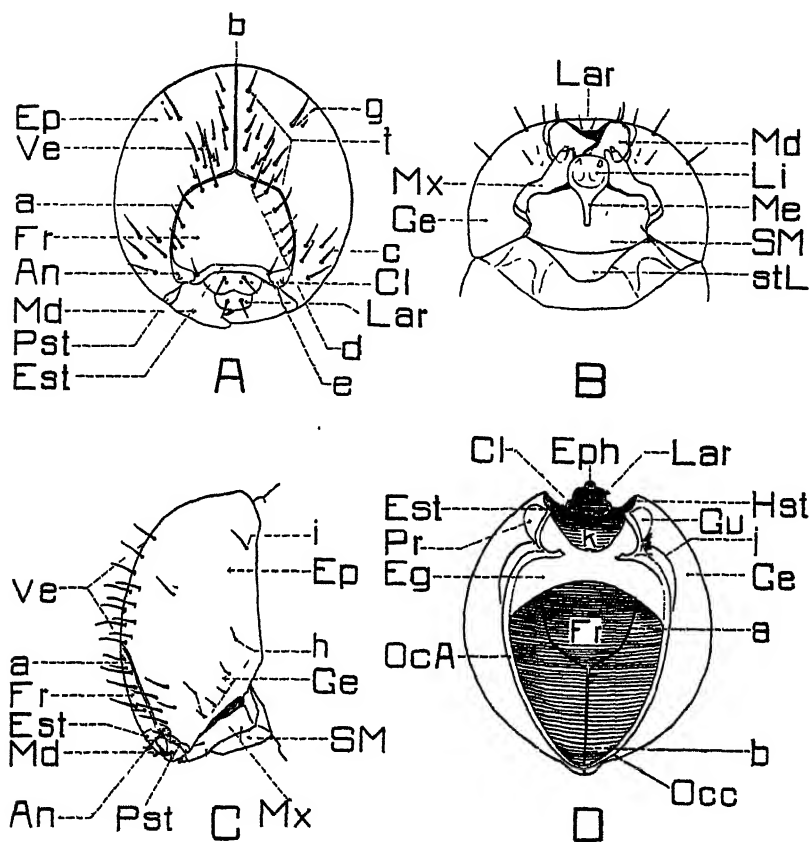 b
Ep
g
Ve
t
a
Fr
c
An
Cl
Md
Lar
Pst
d
Est
e
A
Lar
Md
Mx
Li
Ge
Me
SM
stL
B
i
Ve
Ep
a
h
Fr
Ge
Est
Md
SM
An
Pst
C
Mx
Cl
Eph
Lar
Est
Hst
Pr
k
Gu
j
Eg
Ge
Fr
a
OcA
b
Occ
D